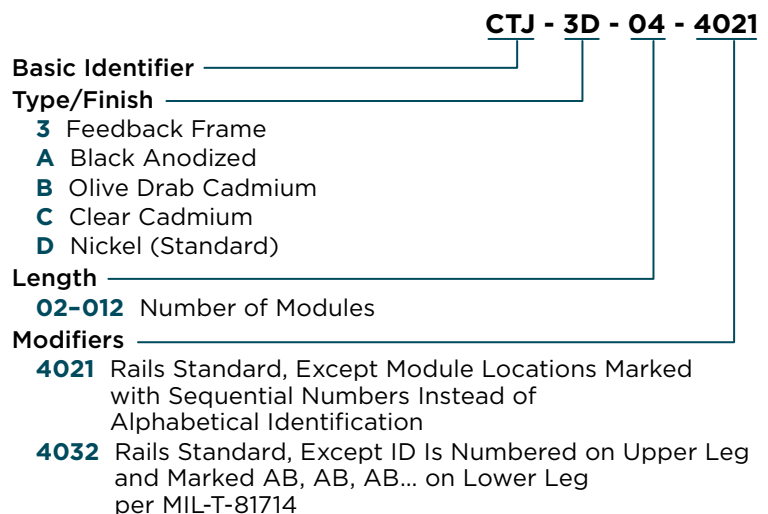 CTJ - 3D - 04 - 4021
Basic Identifier
Type/Finish
3 Feedback Frame
A Black Anodized
B Olive Drab Cadmium
C Clear Cadmium
D Nickel (Standard)
Length
02–012 Number of Modules
Modifiers
4021 Rails Standard, Except Module Locations Marked
with Sequential Numbers Instead of
Alphabetical Identification
4032 Rails Standard, Except ID Is Numbered on Upper Leg
and Marked AB, AB, AB... on Lower Leg
per MIL-T-81714